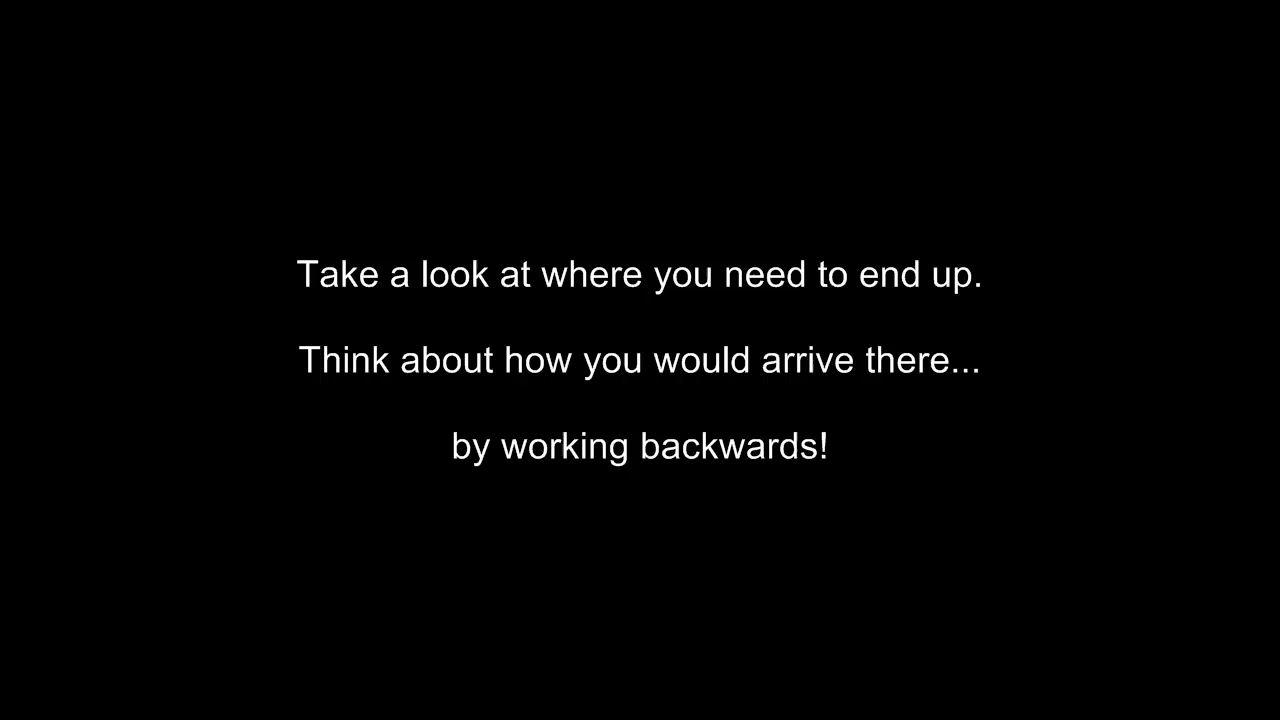 Take a look at where you need to end up.
Think about how you would arrive there...
by working backwards!